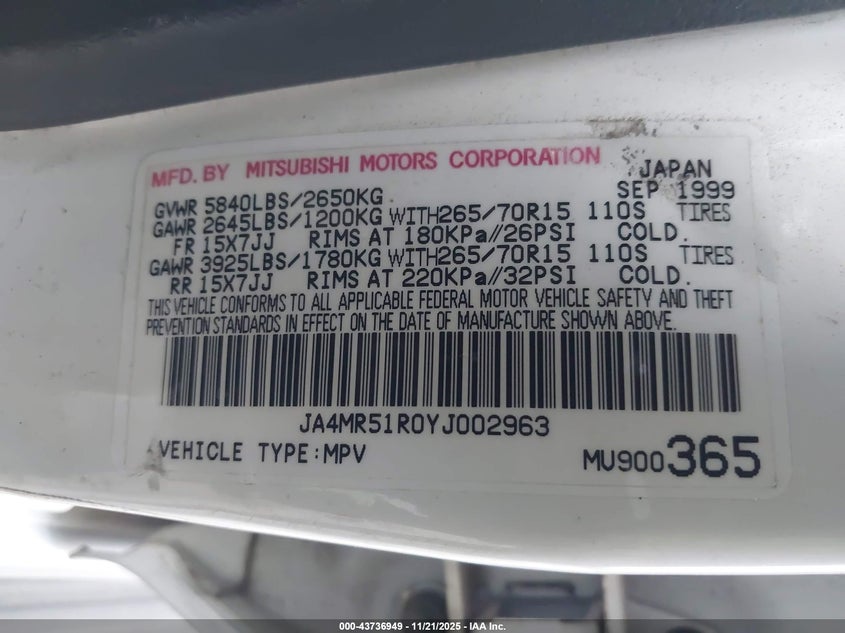 MFD. BY MITSUBISHI MOTORS CORPORATION JAPAN
SEP 1999
GVWR 5840LBS/2650KG
GAWR 2645LBS/1200KG WITH265/70R15 110S TIRES
FR 15X7JJ RIMS AT 180KPa//26PSI COLD.
GAWR 3925LBS/1780KG WITH265/70R15 110S TIRES
RR 15X7JJ RIMS AT 220KPa//32PSI COLD.
THIS VEHICLE CONFORMS TO ALL APPLICABLE FEDERAL MOTOR VEHICLE SAFETY AND THEFT
PREVENTION STANDARDS IN EFFECT ON THE DATE OF MANUFACTURE SHOWN ABOVE.
JA4MR51R0YJ002963
VEHICLE TYPE:MPV MU900365
000-43736949 - 11/21/2025 - IAA Inc.